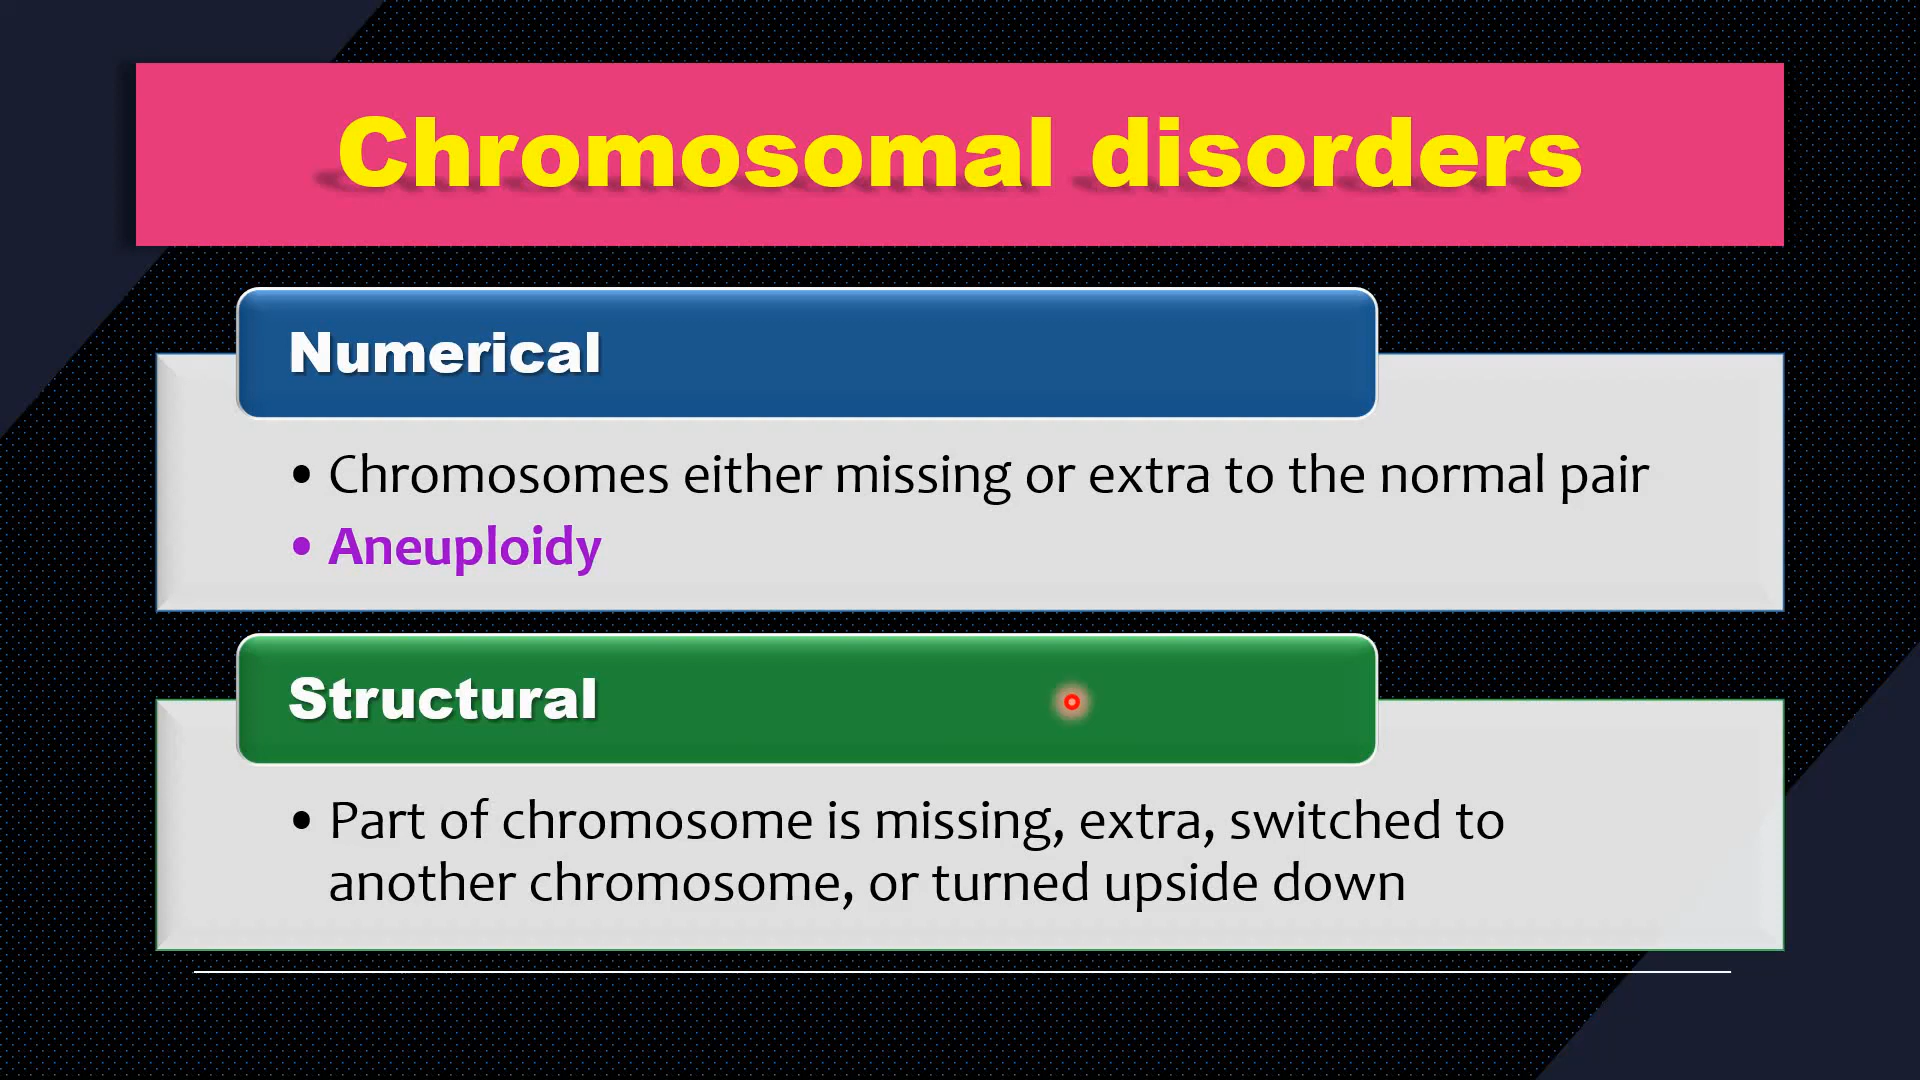 Chromosomal disorders
Numerical
• Chromosomes either missing or extra to the normal pair
• Aneuploidy
Structural
• Part of chromosome is missing, extra, switched to
another chromosome, or turned upside down